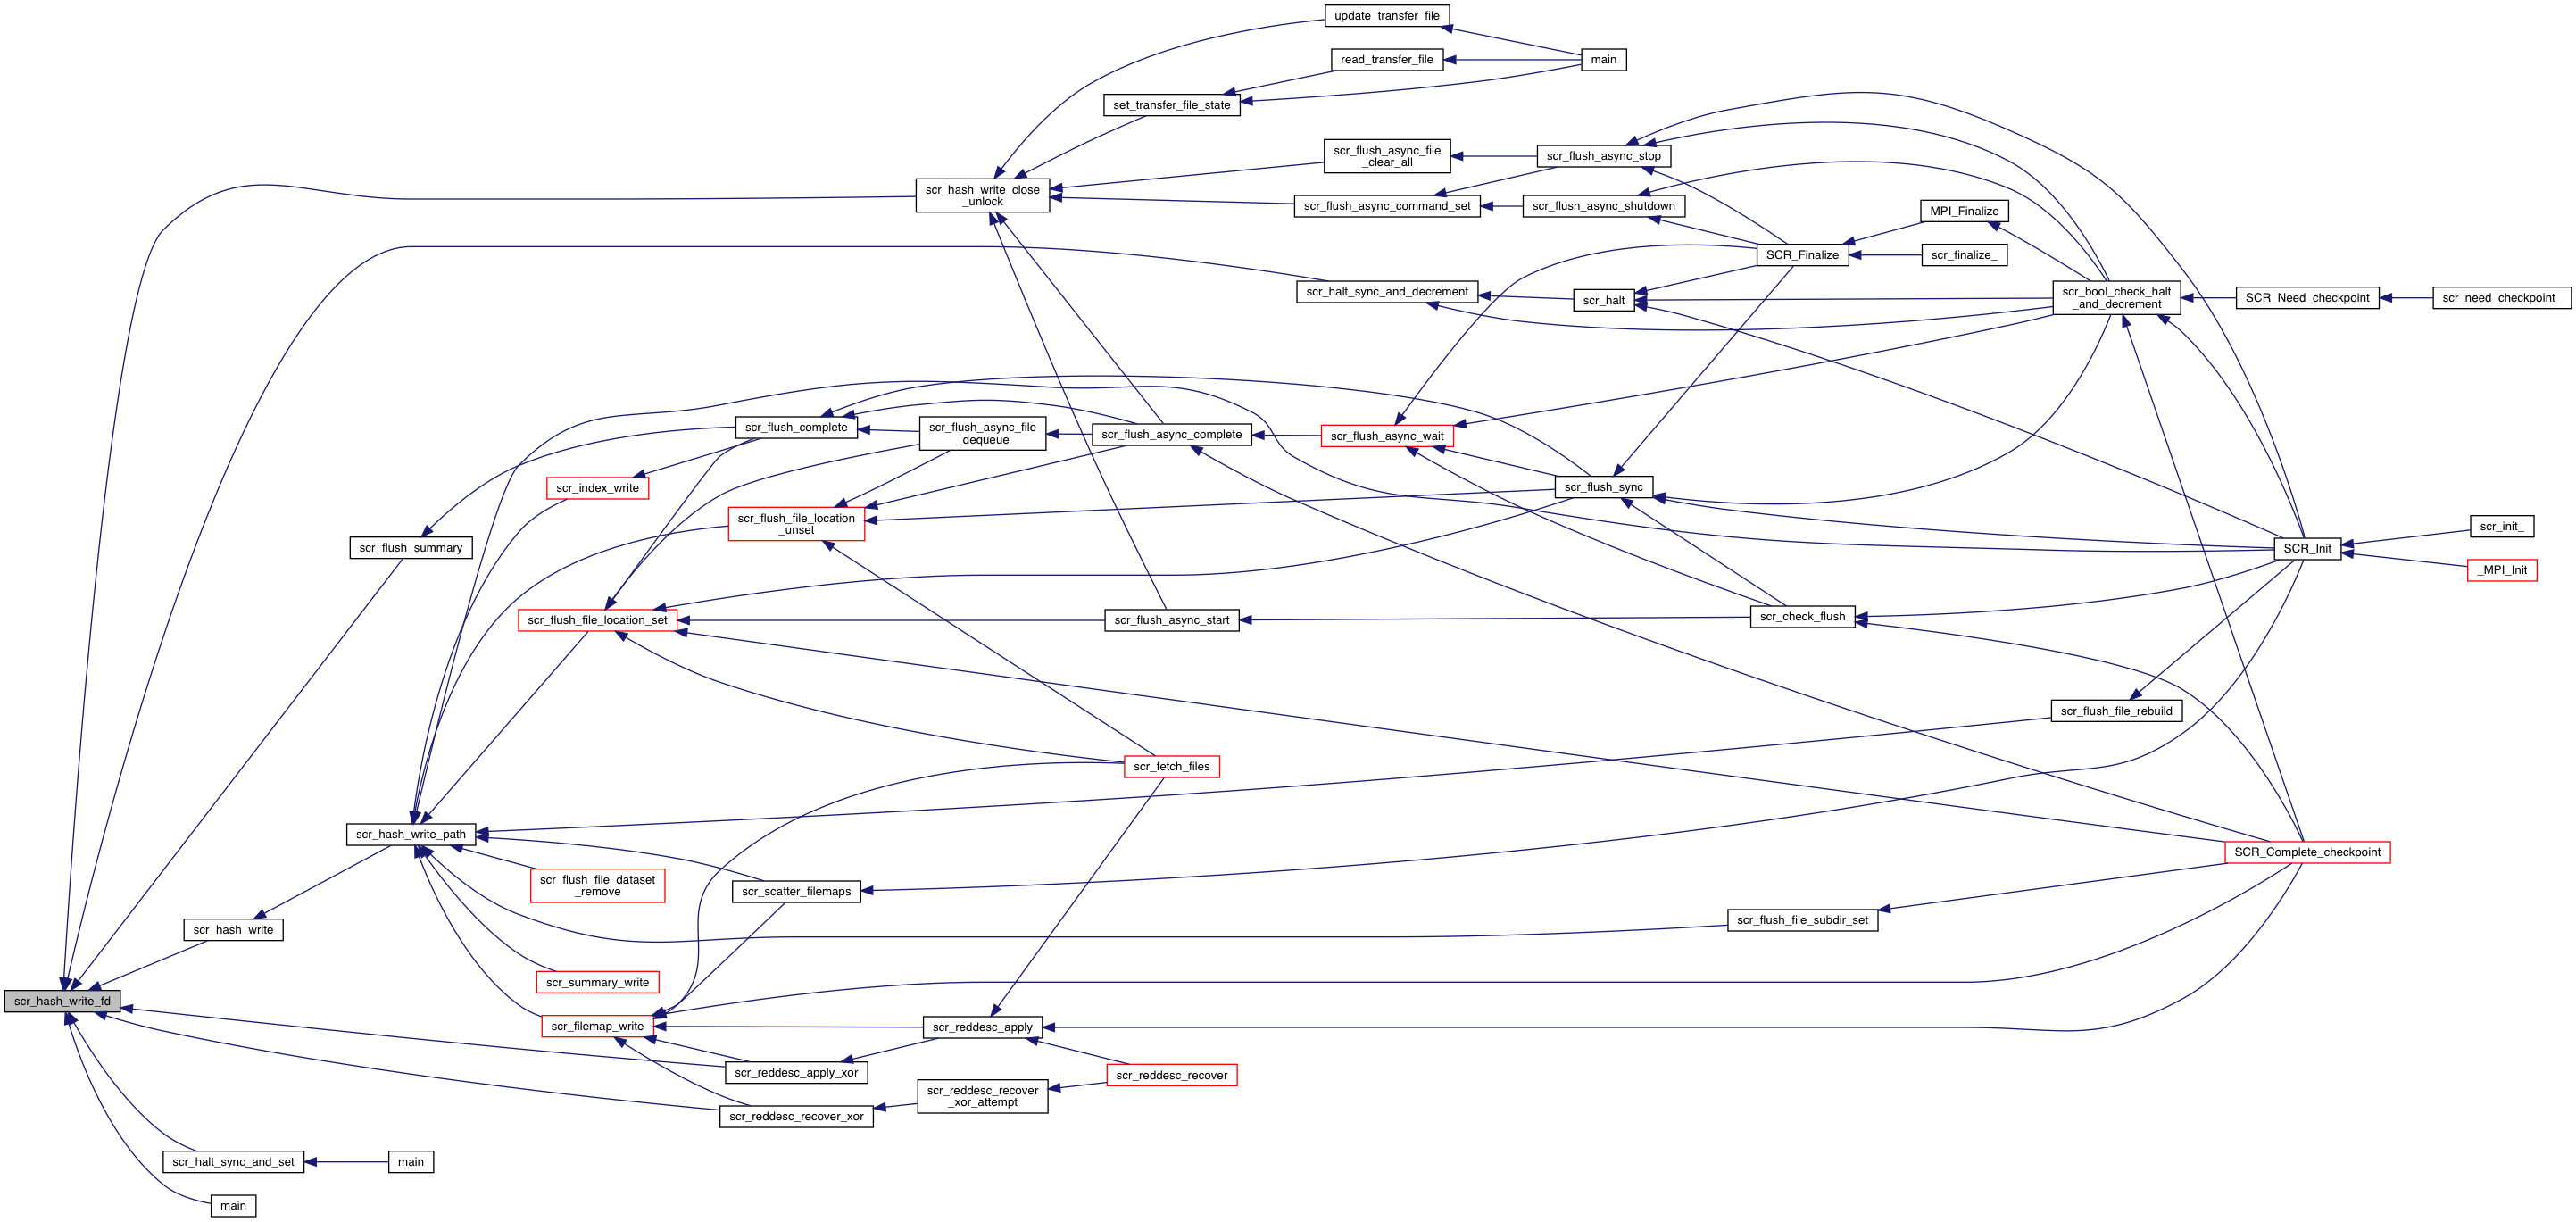 update_transfer_file
read_transfer_file
main
set_transfer_file_state
scr_flush_async_file
_clear_all
scr_flush_async_stop
scr_hash_write_close
_unlock
scr_flush_async_command_set
scr_flush_async_shutdown
MPI_Finalize
SCR_Finalize
scr_finalize_
scr_halt_sync_and_decrement
scr_halt
scr_bool_check_halt
_and_decrement
SCR_Need_checkpoint
scr_need_checkpoint_
scr_flush_complete
scr_flush_async_file
_dequeue
scr_flush_async_complete
scr_flush_async_wait
scr_index_write
scr_flush_sync
scr_flush_file_location
_unset
scr_flush_summary
scr_init_
SCR_Init
_MPI_Init
scr_flush_file_location_set
scr_flush_async_start
scr_check_flush
scr_flush_file_rebuild
scr_fetch_files
scr_hash_write_path
SCR_Complete_checkpoint
scr_flush_file_dataset
_remove
scr_scatter_filemaps
scr_hash_write
scr_flush_file_subdir_set
scr_summary_write
scr_hash_write_fd
scr_filemap_write
scr_reddesc_apply
scr_reddesc_apply_xor
scr_reddesc_recover
scr_reddesc_recover
_xor_attempt
scr_reddesc_recover_xor
scr_halt_sync_and_set
main
main